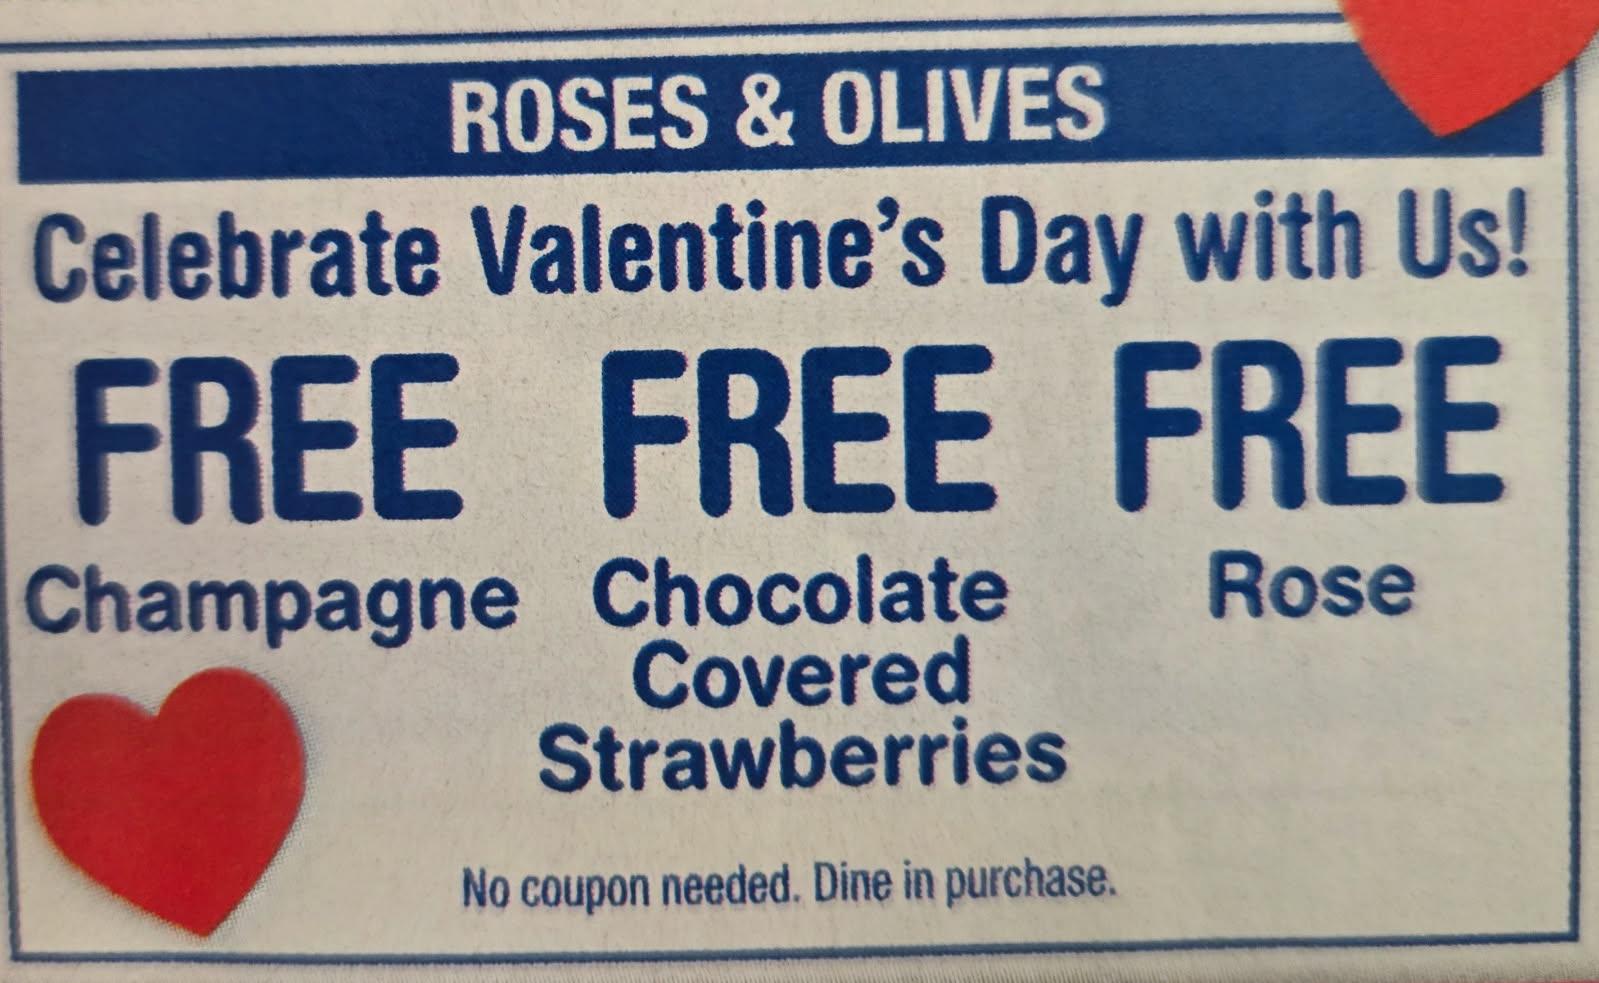 ROSES & OLIVES
Celebrate Valentine's Day with Us!
FREE FREE FREE
Champagne Chocolate Rose
Covered
Strawberries
No coupon needed. Dine in purchase.